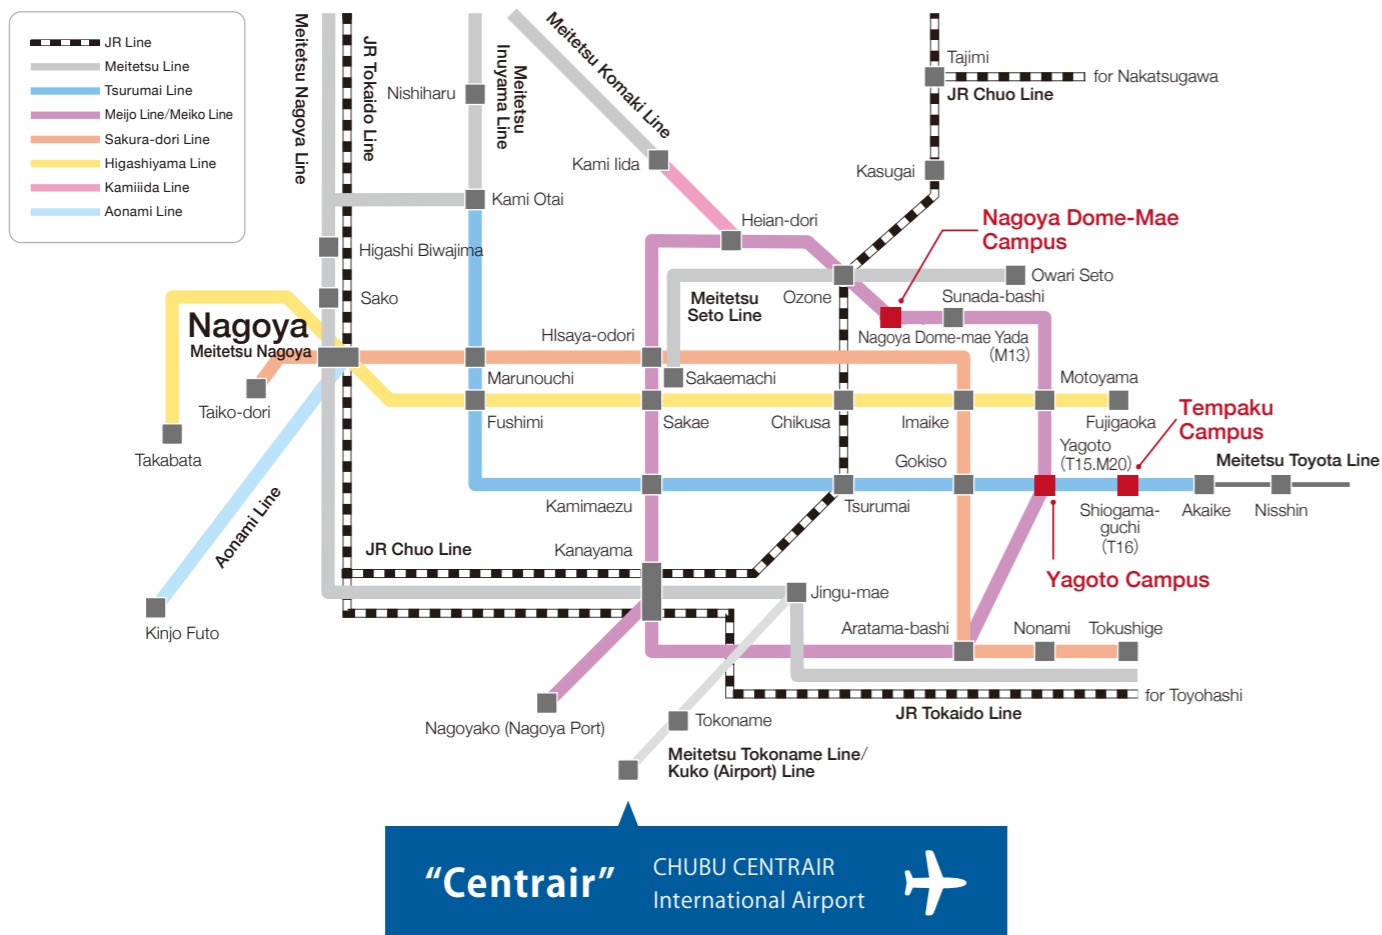 JR Line
Meitetsu Line
Tsurumai Line
Meijo Line/Meiko Line
Sakura-dori Line
Higashiyama Line
Kamiiida Line
Aonami Line
Meitetsu Nagoya Line
JR Tokaido Line
Nishiharu
Meitetsu
Inuyama Line
Meitetsu Komaki Line
Kami Iida
Tajimi
for Nakatsugawa
JR Chuo Line
Kasugai
Kami Otai
Heian-dori
Nagoya Dome-Mae
Campus
Higashi Biwajima
Sako
Meitetsu
Seto Line
Ozone
Owari Seto
Sunada-bashi
Nagoya
Meitetsu Nagoya
HIsaya-odori
Nagoya Dome-mae Yada
(M13)
Taiko-dori
Marunouchi
Sakaemachi
Motoyama
Takabata
Fushimi
Sakae
Chikusa
Imaike
Fujigaoka
Tempaku
Campus
Gokiso
Yagoto
(T15.M20)
Meitetsu Toyota Line
Kamimaezu
Tsurumai
Shiogama-
guchi
(T16)
Akaike
Nisshin
Aonami Line
JR Chuo Line
Kanayama
Yagoto Campus
Kinjo Futo
Jingu-mae
Aratama-bashi
Nonami
Tokushige
Nagoyako (Nagoya Port)
Tokoname
for Toyohashi
JR Tokaido Line
Meitetsu Tokoname Line/
Kuko (Airport) Line
“Centrair”
CHUBU CENTRAIR
International Airport